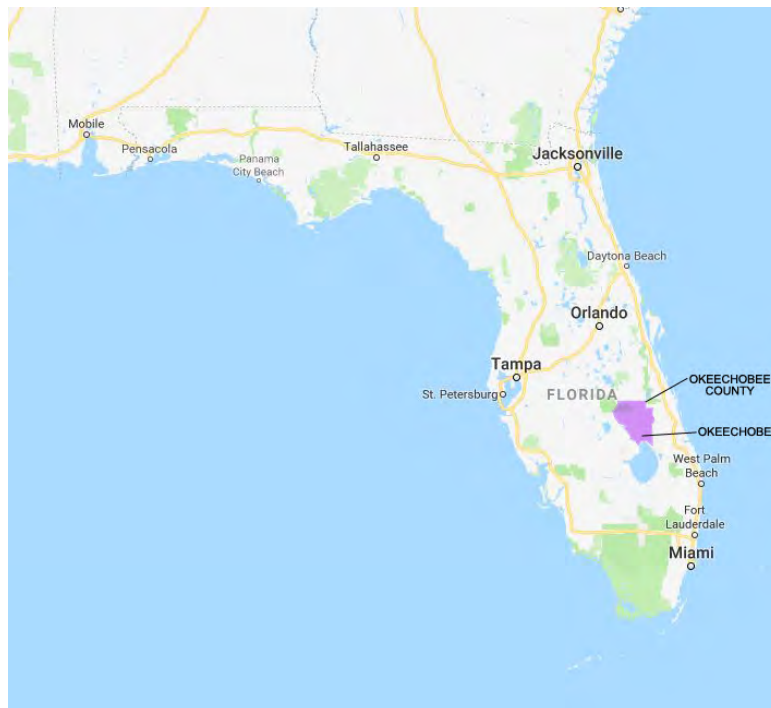 Mobile
Pensacola
Panama
City Beach
Tallahassee
Jacksonville
Daytona Beach
Orlando
Tampa
St. Petersburg
FLORIDA
OKEECHOBEE
COUNTY
OKEECHOBE
West Palm
Beach
Fort
Lauderdale
Miami